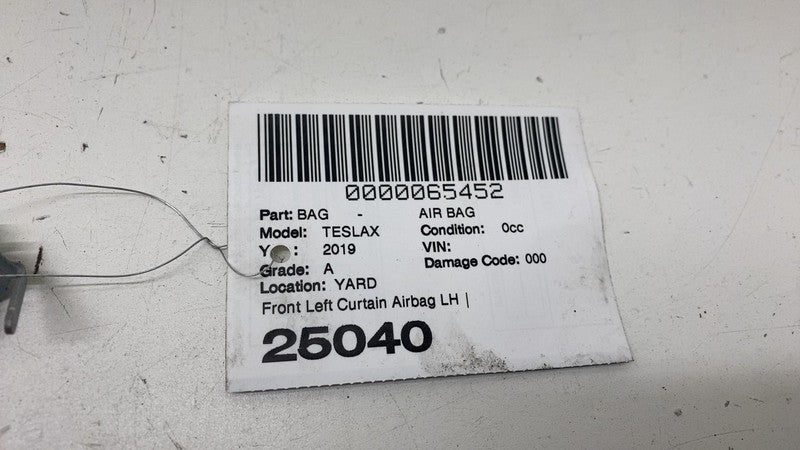 0000065452
Part: BAG - AIR BAG
Model: TESLAX Condition: 0cc
Y : 2019 VIN:
Grade: A Damage Code: 000
Location: YARD
Front Left Curtain Airbag LH |
25040